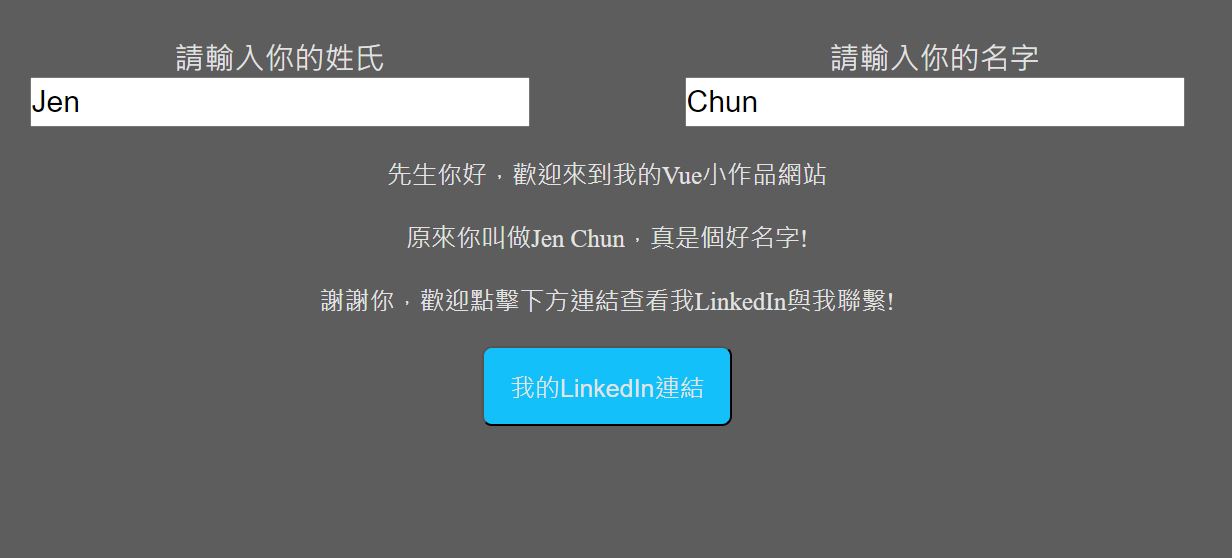 請輸入你的姓氏
請輸入你的名字
Jen
Chun
先生你好，歡迎來到我的Vue小作品網站
原來你叫做Jen Chun，真是個好名字!
謝謝你，歡迎點擊下方連結查看我LinkedIn與我聯繫!
我的LinkedIn連結